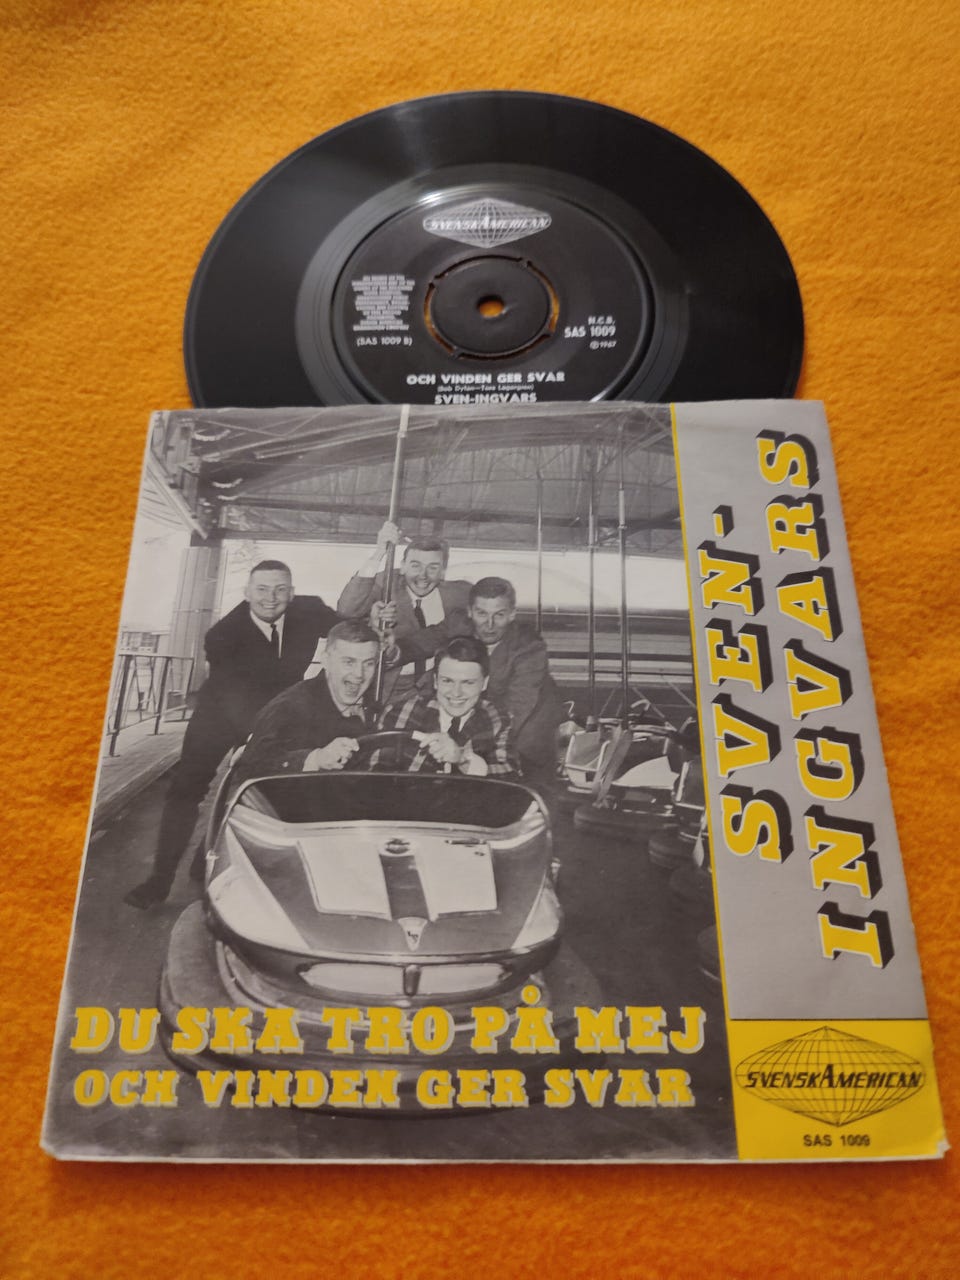 SVENSKAMERICAN
(SAS 1009 B)
N.C.B.
SAS 1009
℗ 1967
OCH VINDEN GER SVAR
(Bob Dylan—Tore Lagergren)
SVEN-INGVARS
SVEN-
INGVARS
DU SKA TRO PÅ MEJ
OCH VINDEN GER SVAR
SVENSKAMERICAN
SAS 1009